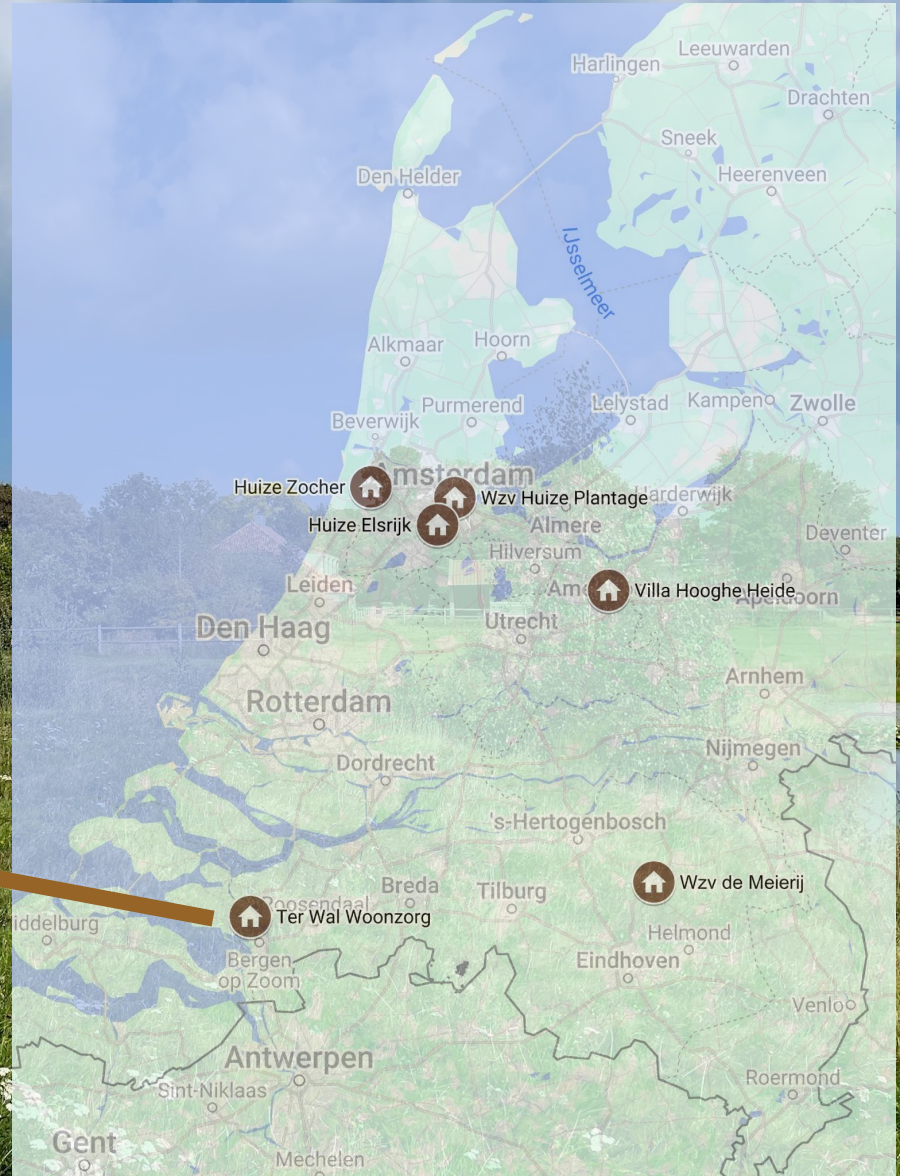 Leeuwarden
Harlingen
Drachten
Sneek
Heerenveen
Den Helder
IJsselmeer
Hoorn
Alkmaar
Lelystad
Kampen
Zwolle
Purmerend
Beverwijk
Amsterdam
Huize Zocher
Wzv Huize Plantage
Harderwijk
Huize Elsrijk
Almere
Deventer
Hilversum
Leiden
Ame
Villa Hooghe Heide
Apeldoorn
Utrecht
Den Haag
Arnhem
Rotterdam
Nijmegen
Dordrecht
's-Hertogenbosch
Wzv de Meierij
Breda
Tilburg
Roosendaal
Ter Wal Woonzorg
iddelburg
Helmond
Bergen
op Zoom
Eindhoven
Venlo
Antwerpen
Roermond
Sint-Niklaas
Gent
Mechelen